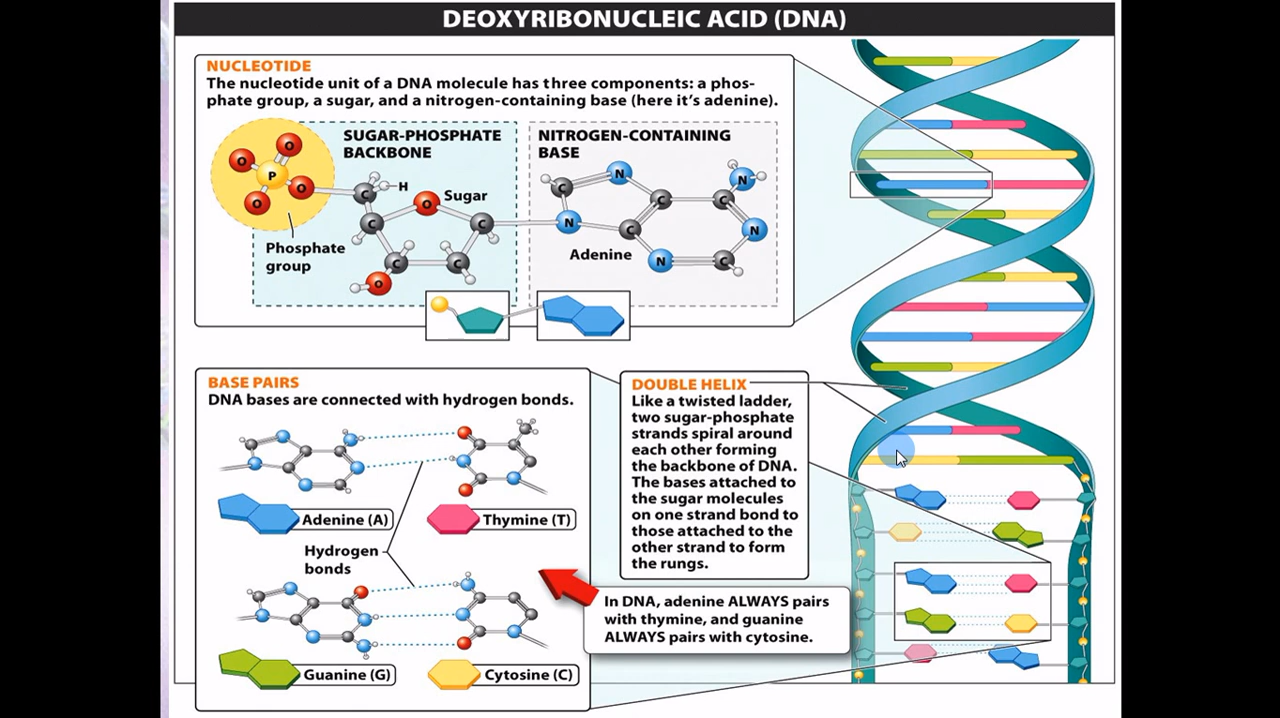 DEOXYRIBONUCLEIC ACID (DNA)
NUCLEOTIDE
The nucleotide unit of a DNA molecule has three components: a phos-
phate group, a sugar, and a nitrogen-containing base (here it's adenine).
SUGAR-PHOSPHATE
BACKBONE
NITROGEN-CONTAINING
BASE
O
O
P
O
O
C
H
O
Sugar
C
C
C
C
O
Phosphate
group
C
N
N
C
C
C
N
N
N
C
Adenine
BASE PAIRS
DNA bases are connected with hydrogen bonds.
Adenine (A)
Thymine (T)
Hydrogen
bonds
Guanine (G)
Cytosine (C)
DOUBLE HELIX
Like a twisted ladder,
two sugar-phosphate
strands spiral around
each other forming
the backbone of DNA.
The bases attached to
the sugar molecules
on one strand bond to
those attached to the
other strand to form
the rungs.
In DNA, adenine ALWAYS pairs
with thymine, and guanine
ALWAYS pairs with cytosine.